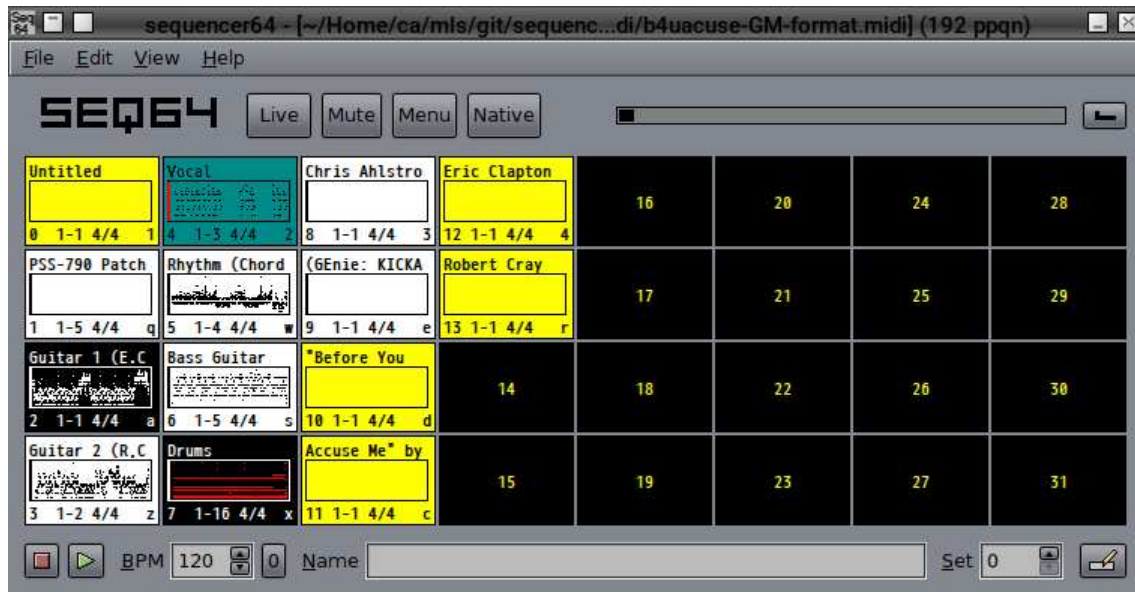 Seq 64
sequencer64 - [~/Home/ca/mls/git/sequenc...di/b4uacuse-GM-format.midi] (192 ppqn)
File Edit View Help
SEQ64 Live Mute Menu Native
Untitled Vocal Chris Ahlstro Eric Clapton
16 20 24 28
0 1-1 4/4 1 4 1-3 4/4 2 8 1-1 4/4 3 12 1-1 4/4 4
PSS-790 Patch Rhythm (Chord (GEnie: KICKA Robert Cray
17 21 25 29
1 1-5 4/4 q 5 1-4 4/4 w 9 1-1 4/4 e 13 1-1 4/4 r
Guitar 1 (E.C Bass Guitar "Before You
14 18 22 26 30
2 1-1 4/4 a 6 1-5 4/4 s 10 1-1 4/4 d
Guitar 2 (R.C Drums Accuse Me" by
15 19 23 27 31
3 1-2 4/4 z 7 1-16 4/4 x 11 1-1 4/4 c
BPM 120 0 Name Set 0